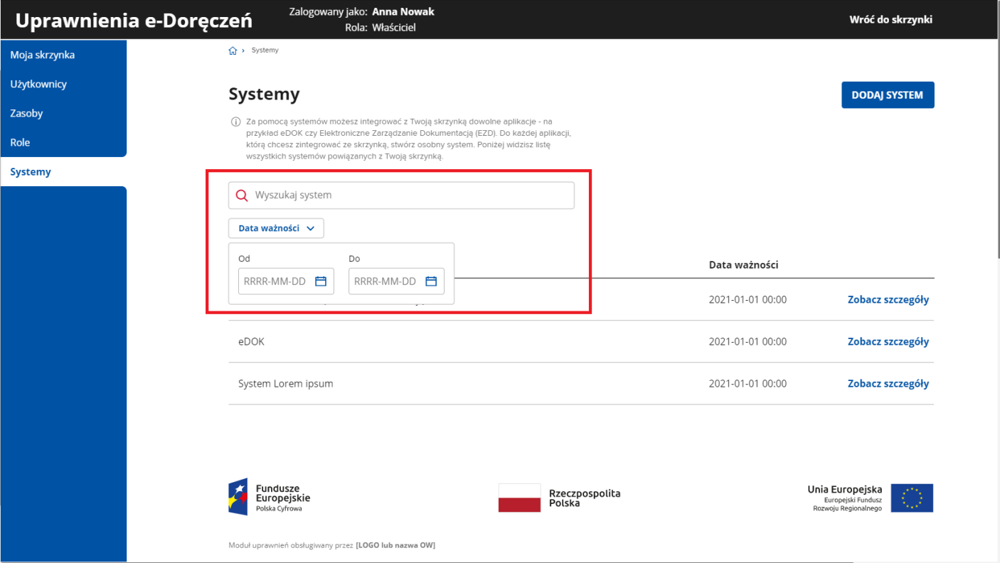 Uprawnienia e-Doręczeń
Zalogowany jako: Anna Nowak
Rola: Właściciel
Wróć do skrzynki
Moja skrzynka
Użytkownicy
Zasoby
Role
Systemy
Systemy
Systemy
DODAJ SYSTEM
Za pomocą systemów możesz integrować z Twoją skrzynką dowolne aplikacje - na
przykład eDOK czy Elektroniczne Zarządzanie Dokumentacją (EZD). Do każdej aplikacji,
którą chcesz zintegrować ze skrzynką, stwórz osobny system. Poniżej widzisz listę
wszystkich systemów powiązanych z Twoją skrzynką.
Wyszukaj system
Data ważności
Od Do
RRRR-MM-DD RRRR-MM-DD
Data ważności
2021-01-01 00:00 Zobacz szczegóły
eDOK 2021-01-01 00:00 Zobacz szczegóły
System Lorem ipsum 2021-01-01 00:00 Zobacz szczegóły
Fundusze
Europejskie
Polska Cyfrowa
Rzeczpospolita
Polska
Unia Europejska
Europejski Fundusz
Rozwoju Regionalnego
Moduł uprawnień obsługiwany przez [LOGO lub nazwa OW]